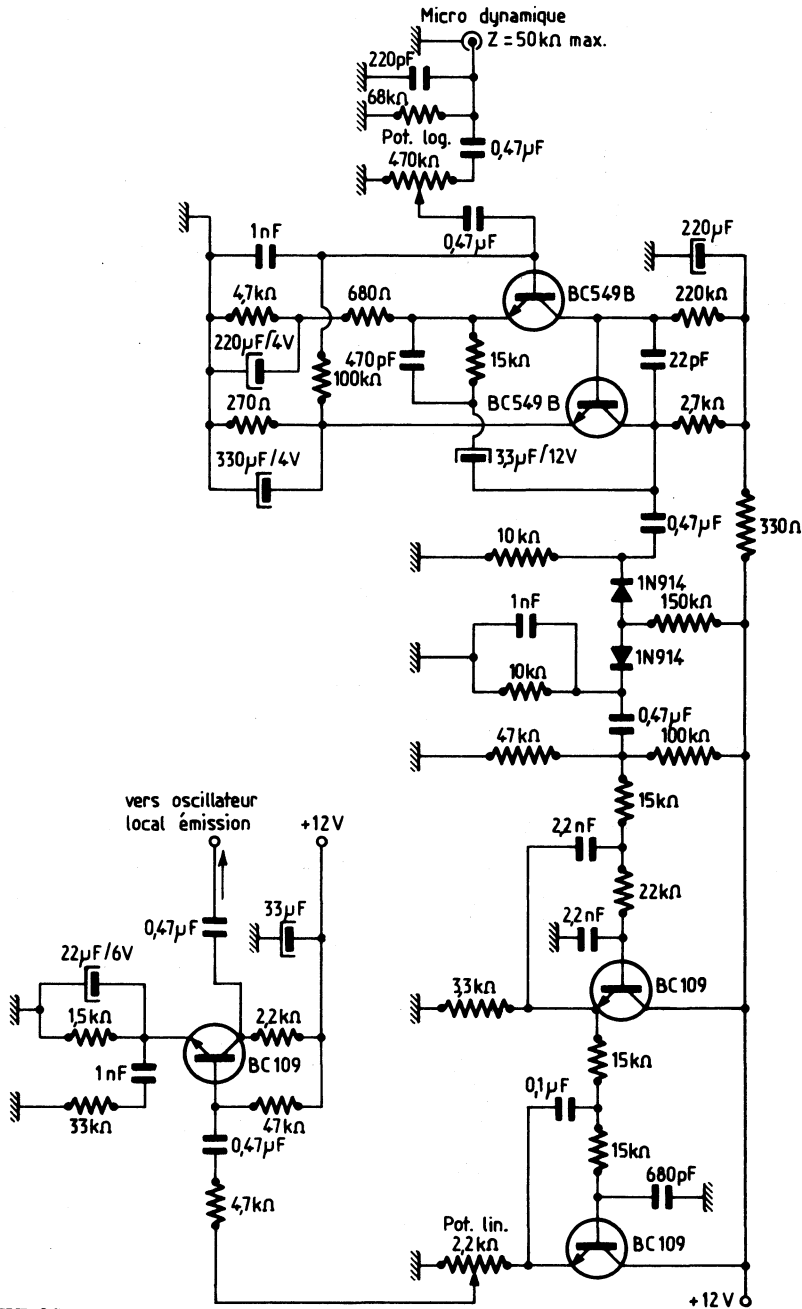 Micro dynamique
Z = 50kΩ max.
220pF
68kΩ
Pot. log.
470kΩ
0,47µF
0,47µF
1nF
220µF
4,7kΩ
680Ω
BC549B
220kΩ
220µF/4V
470pF
15kΩ
22pF
100kΩ
270Ω
BC549B
2,7kΩ
330µF/4V
3,3µF/12V
0,47µF
330Ω
10kΩ
1N914
150kΩ
1nF
1N914
10kΩ
0,47µF
47kΩ
100kΩ
15kΩ
vers oscillateur
local émission
+12V
2,2nF
22kΩ
0,47µF
33µF
2,2nF
22µF/6V
3,3kΩ
BC109
1,5kΩ
2,2kΩ
BC109
15kΩ
1nF
0,1µF
33kΩ
47kΩ
0,47µF
15kΩ
680pF
4,7kΩ
Pot. lin.
2,2kΩ
BC109
+12V